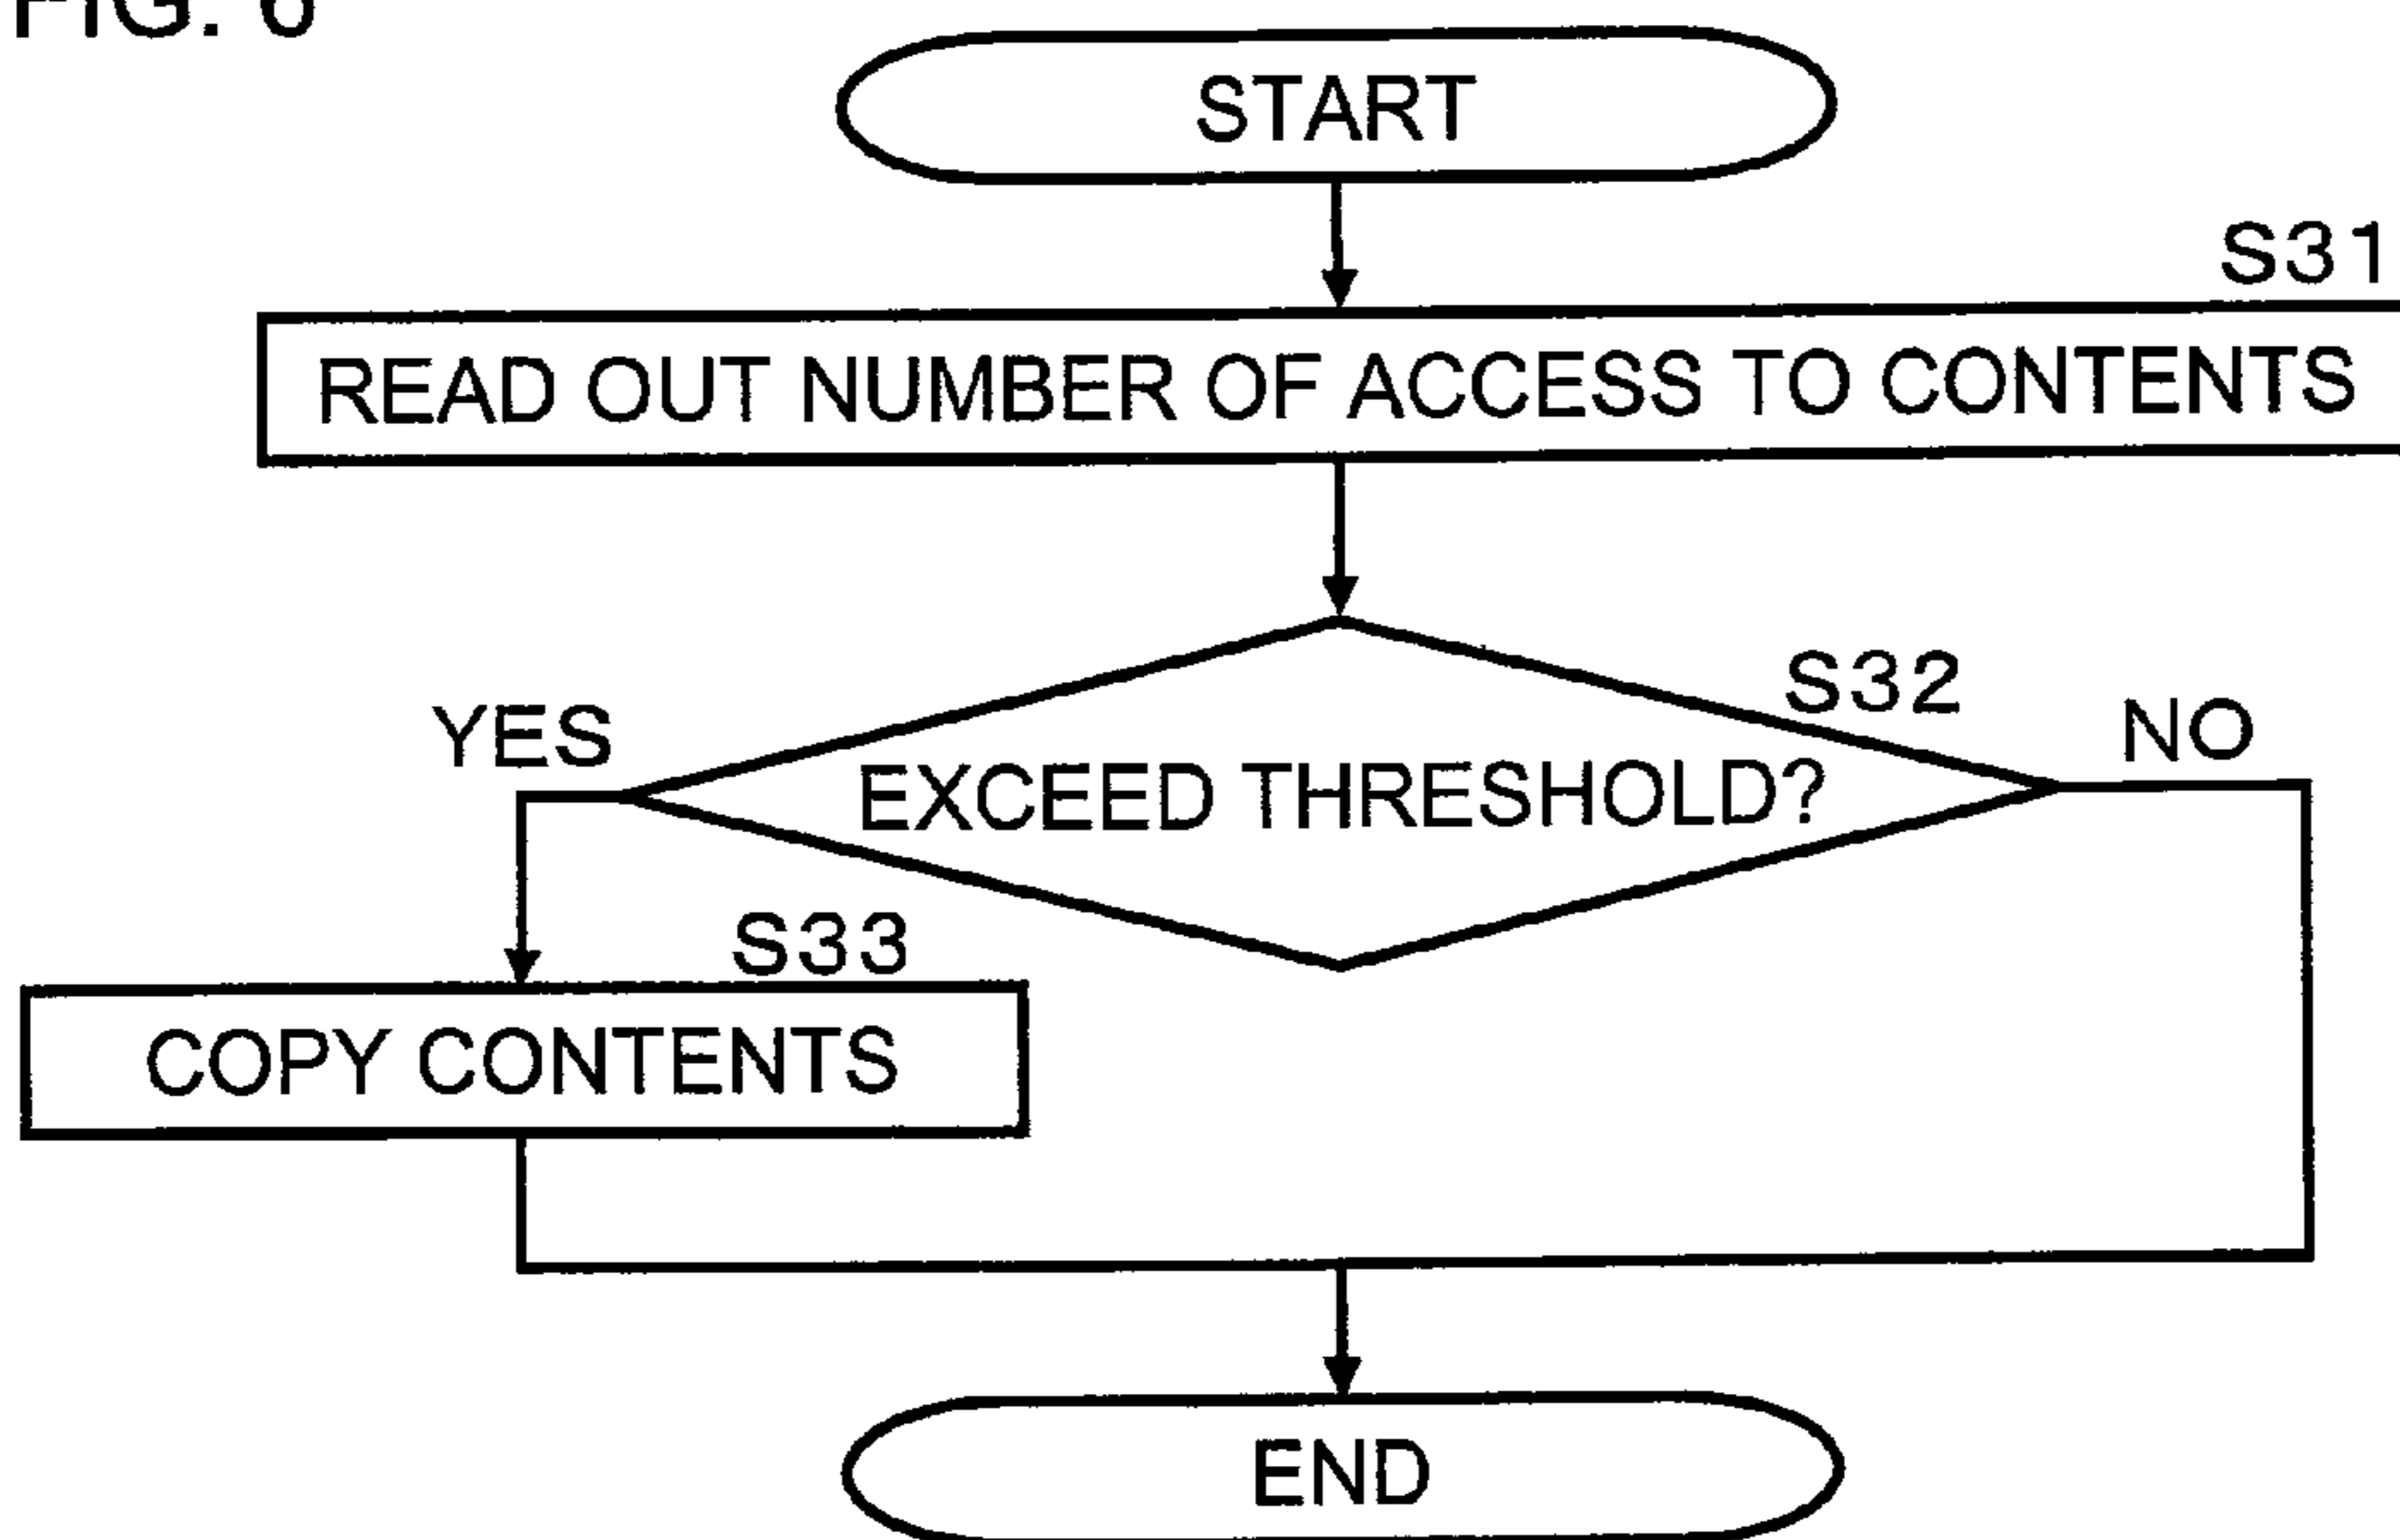 START
S31
READ OUT NUMBER OF ACCESS TO CONTENTS
S32
YES
NO
EXCEED THRESHOLD?
S33
COPY CONTENTS
END